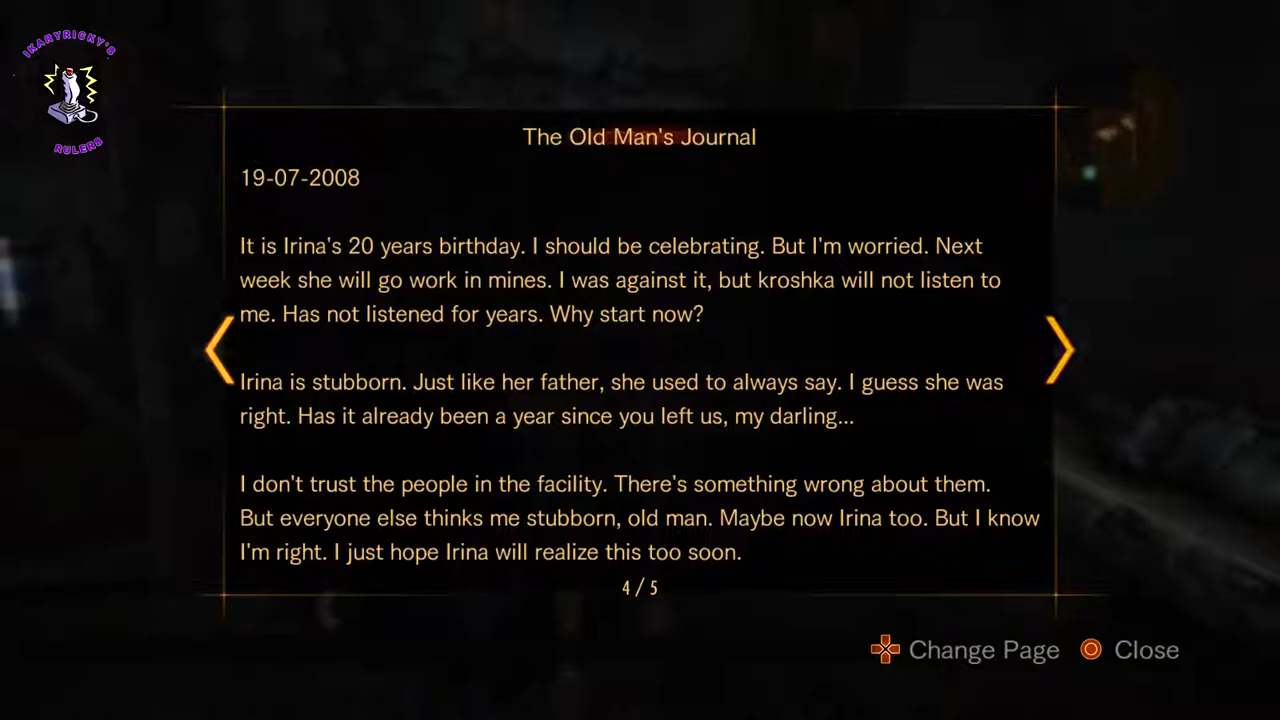 IKARYRICKY'S
RULERS
The Old Man's Journal
19-07-2008
It is Irina's 20 years birthday. I should be celebrating. But I'm worried. Next
week she will go work in mines. I was against it, but kroshka will not listen to
me. Has not listened for years. Why start now?
Irina is stubborn. Just like her father, she used to always say. I guess she was
right. Has it already been a year since you left us, my darling...
I don't trust the people in the facility. There's something wrong about them.
But everyone else thinks me stubborn, old man. Maybe now Irina too. But I know
I'm right. I just hope Irina will realize this too soon.
4 / 5
Change Page Close